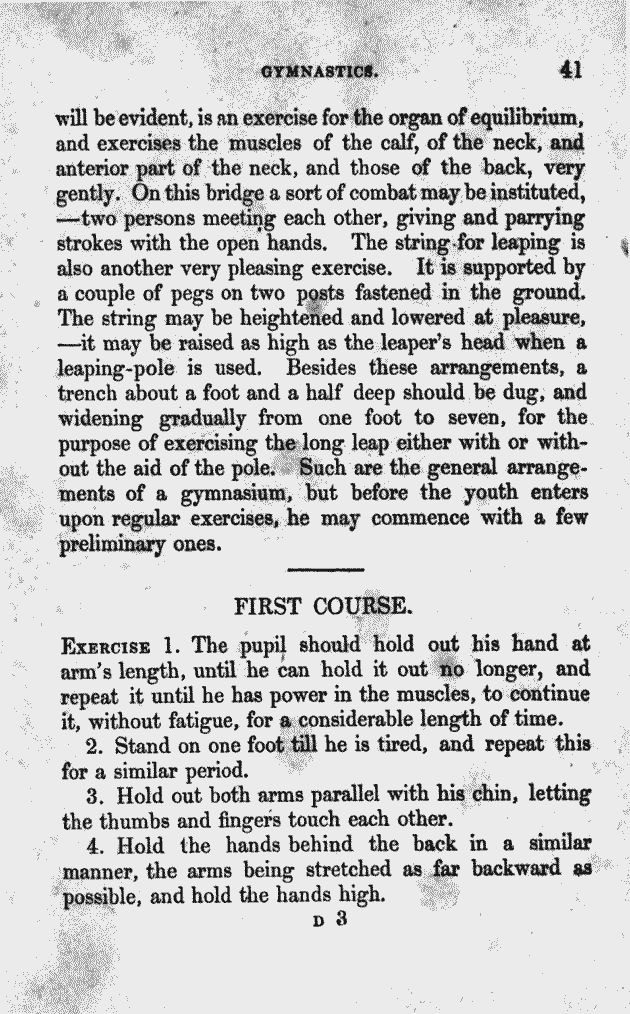 GYMNASTICS. 41
will be evident, is an exercise for the organ of equilibrium,
and exercises the muscles of the calf, of the neck, and
anterior part of the neck, and those of the back, very
gently. On this bridge a sort of combat may be instituted,
—two persons meeting each other, giving and parrying
strokes with the open hands. The string for leaping is
also another very pleasing exercise. It is supported by
a couple of pegs on two posts fastened in the ground.
The string may be heightened and lowered at pleasure,
—it may be raised as high as the leaper's head when a
leaping-pole is used. Besides these arrangements, a
trench about a foot and a half deep should be dug, and
widening gradually from one foot to seven, for the
purpose of exercising the long leap either with or with-
out the aid of the pole. Such are the general arrange-
ments of a gymnasium, but before the youth enters
upon regular exercises, he may commence with a few
preliminary ones.
FIRST COURSE.
EXERCISE 1. The pupil should hold out his hand at
arm's length, until he can hold it out no longer, and
repeat it until he has power in the muscles, to continue
it, without fatigue, for a considerable length of time.
2. Stand on one foot till he is tired, and repeat this
for a similar period.
3. Hold out both arms parallel with his chin, letting
the thumbs and fingers touch each other.
4. Hold the hands behind the back in a similar
manner, the arms being stretched as far backward as
possible, and hold the hands high.
D 3